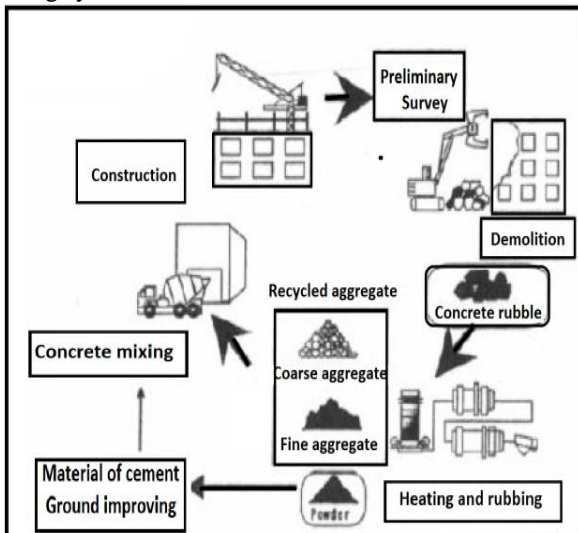 Preliminary
Survey
Construction
Demolition
Recycled aggregate
Concrete rubble
Concrete mixing
Coarse aggregate
Fine aggregate
Material of cement
Ground improving
Powder
Heating and rubbing